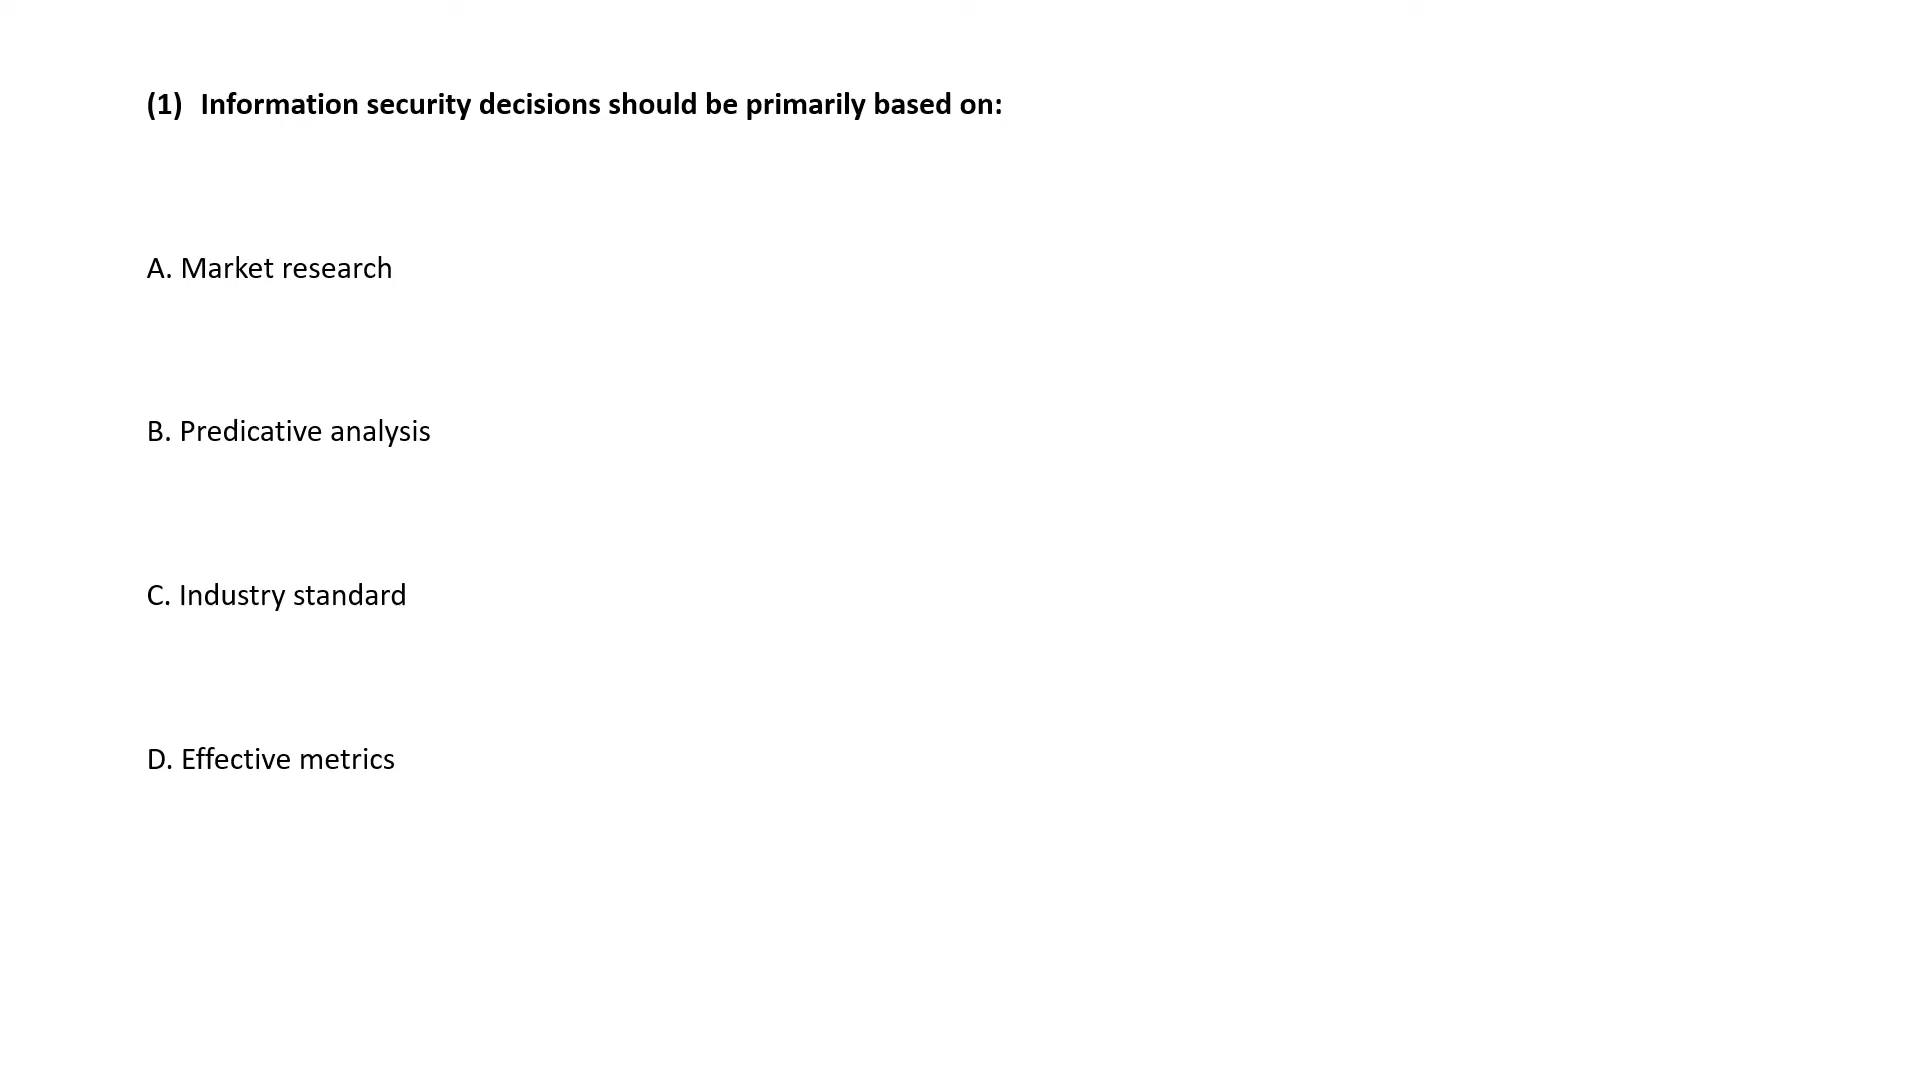 (1) Information security decisions should be primarily based on:
A. Market research
B. Predicative analysis
C. Industry standard
D. Effective metrics